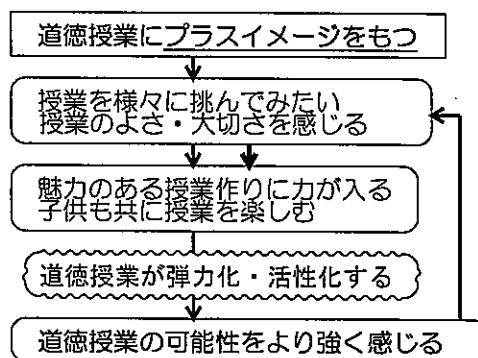 道徳授業にプラスイメージをもつ
授業を様々に挑んでみたい
授業のよさ・大切さを感じる
魅力のある授業作りに力が入る
子供も共に授業を楽しむ
道徳授業が弾力化・活性化する
道徳授業の可能性をより強く感じる